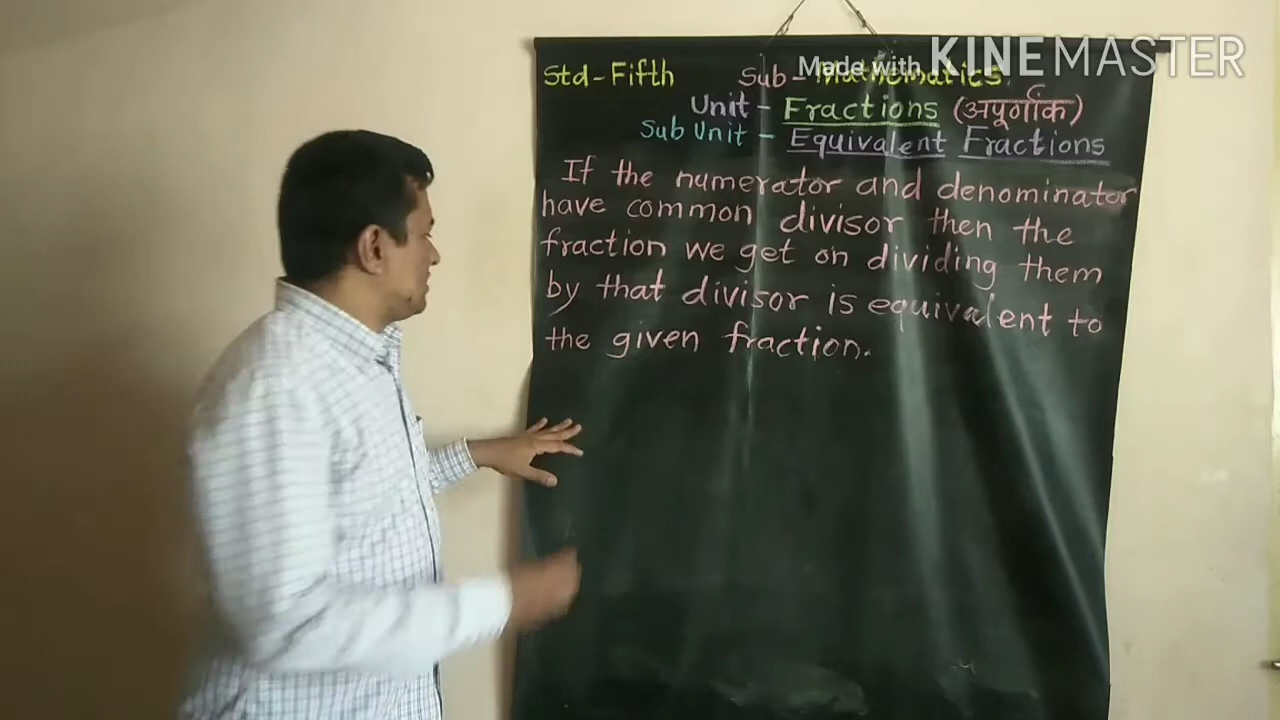 Made with KINEMASTER
Std - Fifth Sub - Mathematics
Unit - Fractions (अपूर्णांक)
Sub Unit - Equivalent Fractions
If the numerator and denominator
have common divisor then the
fraction we get on dividing them
by that divisor is equivalent to
the given fraction.